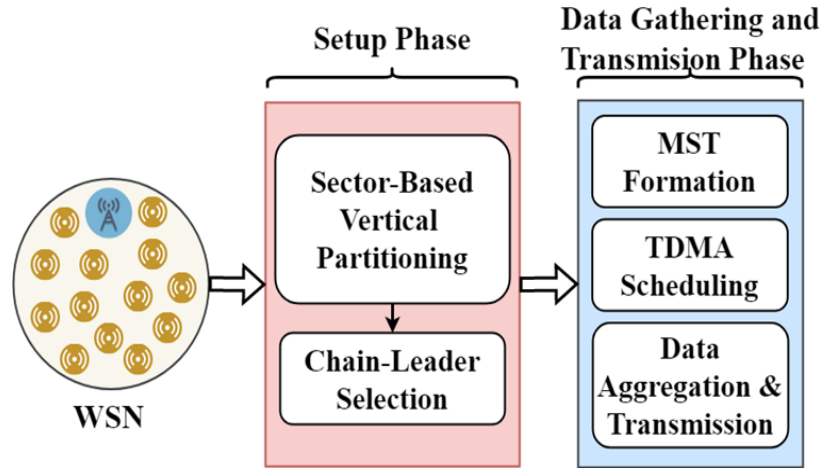 Setup Phase
Data Gathering and
Transmision Phase
Sector-Based
Vertical
Partitioning
Chain-Leader
Selection
MST
Formation
TDMA
Scheduling
Data
Aggregation &
Transmission
WSN